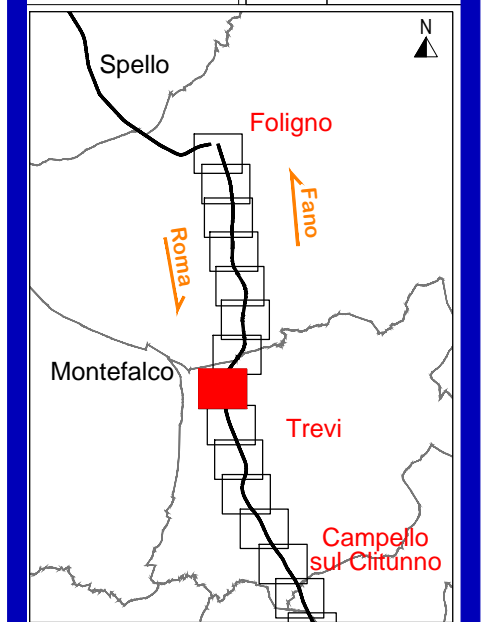 N
Spello
Foligno
Fano
Roma
Montefalco
Trevi
Campello
sul Clitunno